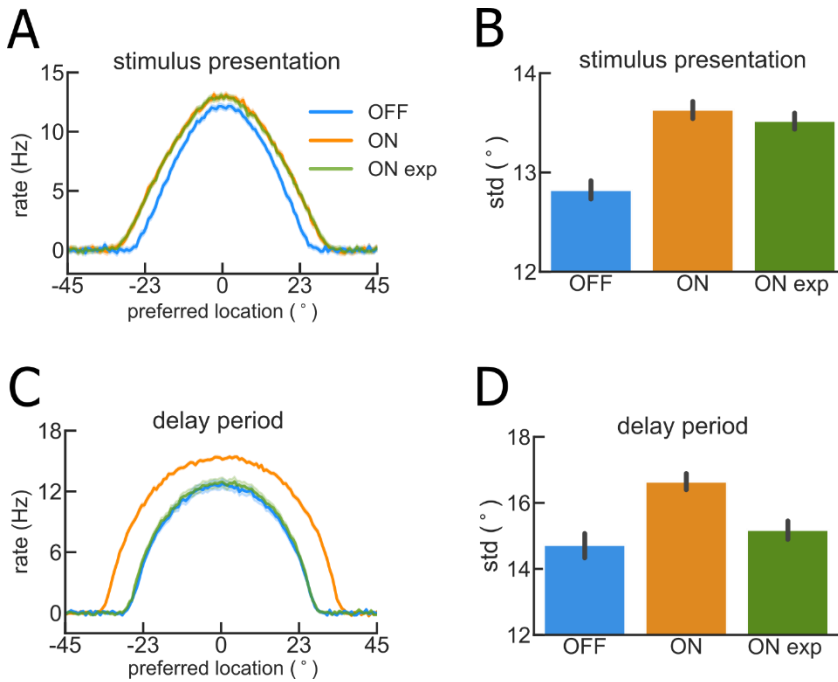 A
stimulus presentation
15
10
5
0
rate (Hz)
-45 -23 0 23 45
preferred location (°)
OFF
ON
ON exp
B
stimulus presentation
14
13
12
std (°)
OFF ON ON exp
C
delay period
18
12
6
0
rate (Hz)
-45 -23 0 23 45
preferred location (°)
D
delay period
18
16
14
12
std (°)
OFF ON ON exp